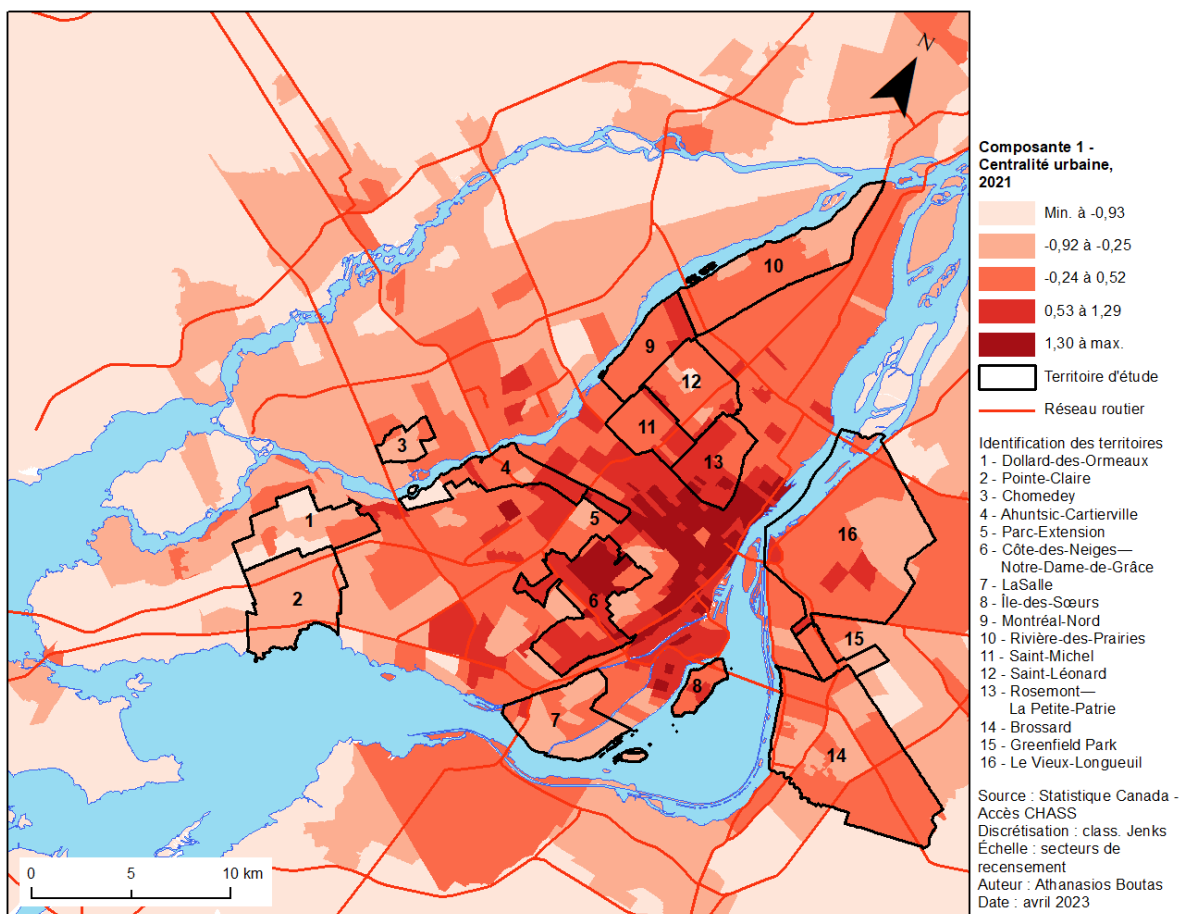 N
1
2
3
4
5
6
7
8
9
10
11
12
13
14
15
16
0 5 10 km
Composante 1 -
Centralité urbaine,
2021
Min. à -0,93
-0,92 à -0,25
-0,24 à 0,52
0,53 à 1,29
1,30 à max.
Territoire d'étude
Réseau routier
Identification des territoires
1 - Dollard-des-Ormeaux
2 - Pointe-Claire
3 - Chomedey
4 - Ahuntsic-Cartierville
5 - Parc-Extension
6 - Côte-des-Neiges—
Notre-Dame-de-Grâce
7 - LaSalle
8 - Île-des-Sœurs
9 - Montréal-Nord
10 - Rivière-des-Prairies
11 - Saint-Michel
12 - Saint-Léonard
13 - Rosemont—
La Petite-Patrie
14 - Brossard
15 - Greenfield Park
16 - Le Vieux-Longueuil
Source : Statistique Canada -
Accès CHASS
Discrétisation : class. Jenks
Échelle : secteurs de
recensement
Auteur : Athanasios Boutas
Date : avril 2023